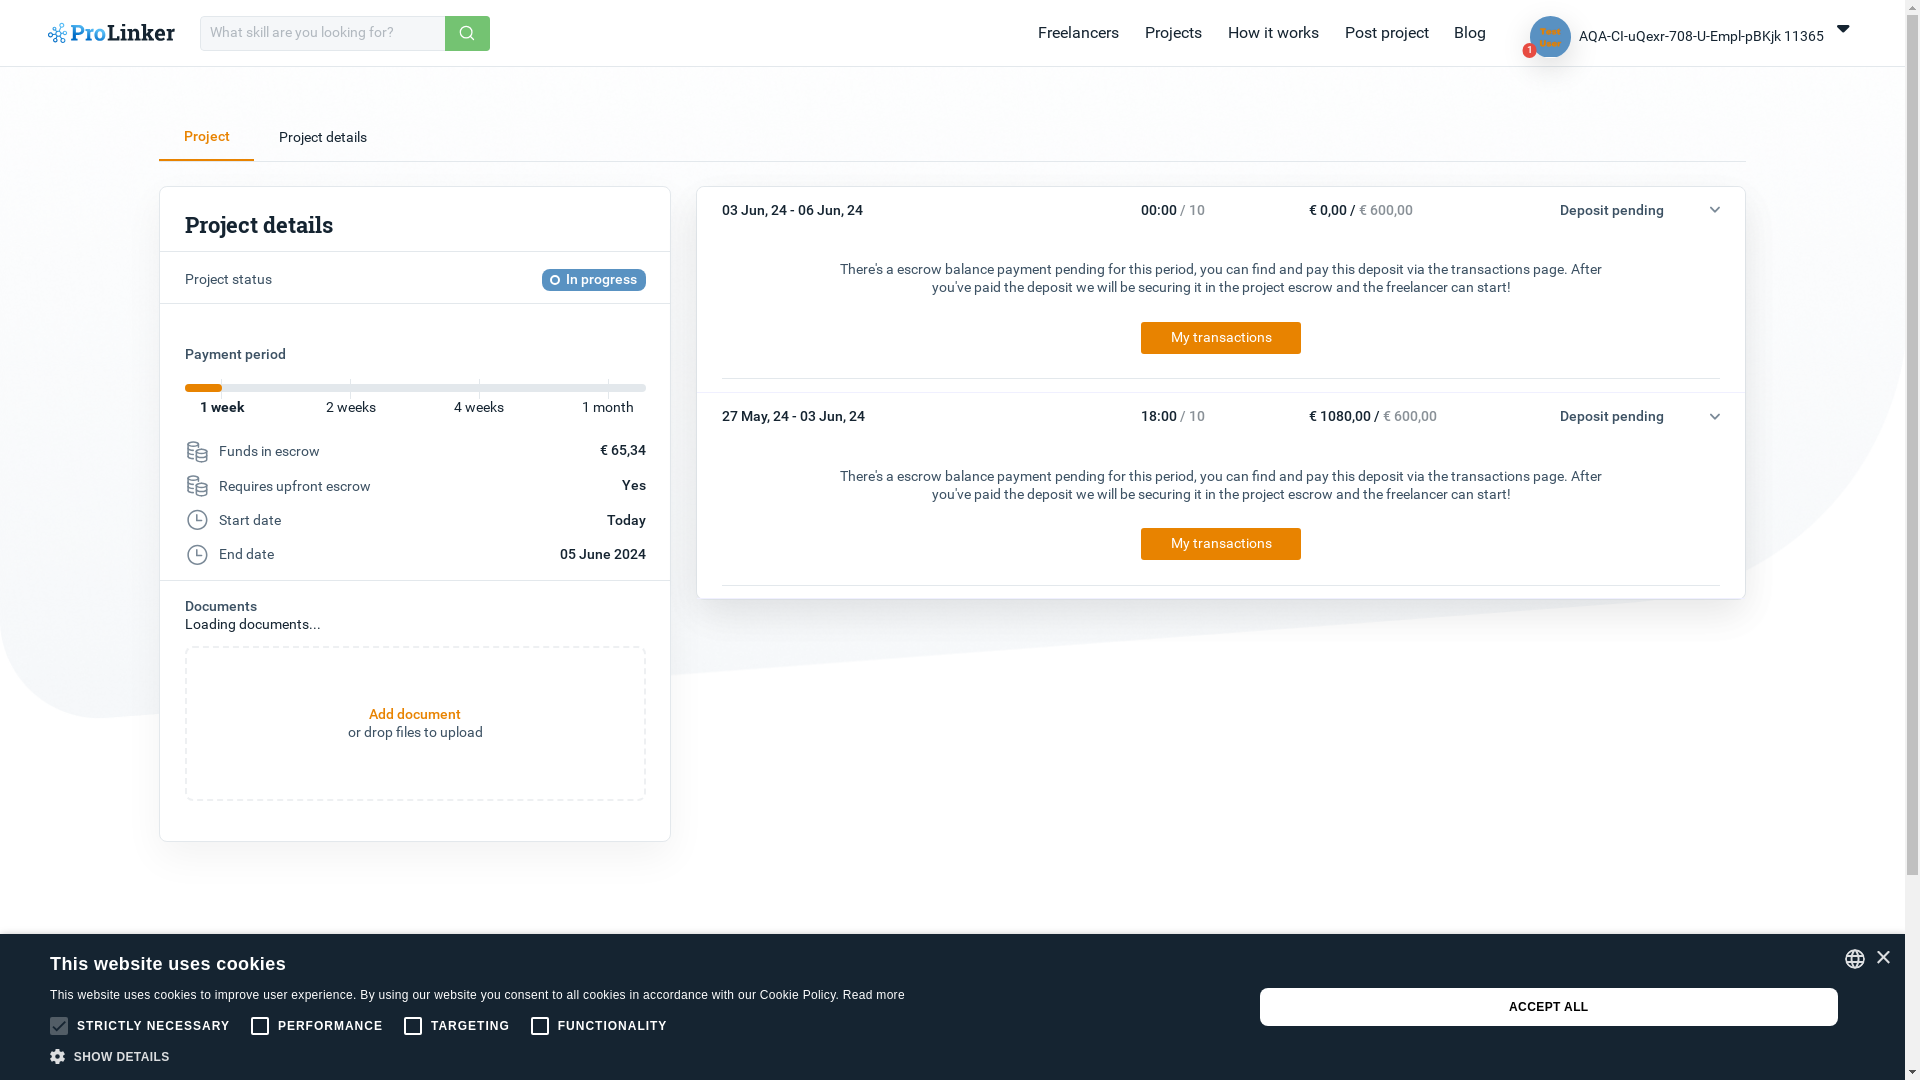 ProLinker
What skill are you looking for?
Freelancers
Projects
How it works
Post project
Blog
1
Test
User
AQA-CI-uQexr-708-U-Empl-pBKjk 11365
Project
Project details
Project details
Project status
In progress
Payment period
1 week
2 weeks
4 weeks
1 month
Funds in escrow
€ 65,34
Requires upfront escrow
Yes
Start date
Today
End date
05 June 2024
Documents
Loading documents...
Add document
or drop files to upload
03 Jun, 24 - 06 Jun, 24
00:00 / 10
€ 0,00 / € 600,00
Deposit pending
There's a escrow balance payment pending for this period, you can find and pay this deposit via the transactions page. After
you've paid the deposit we will be securing it in the project escrow and the freelancer can start!
My transactions
27 May, 24 - 03 Jun, 24
18:00 / 10
€ 1080,00 / € 600,00
Deposit pending
There's a escrow balance payment pending for this period, you can find and pay this deposit via the transactions page. After
you've paid the deposit we will be securing it in the project escrow and the freelancer can start!
My transactions
This website uses cookies
This website uses cookies to improve user experience. By using our website you consent to all cookies in accordance with our Cookie Policy. Read more
STRICTLY NECESSARY
PERFORMANCE
TARGETING
FUNCTIONALITY
SHOW DETAILS
ACCEPT ALL